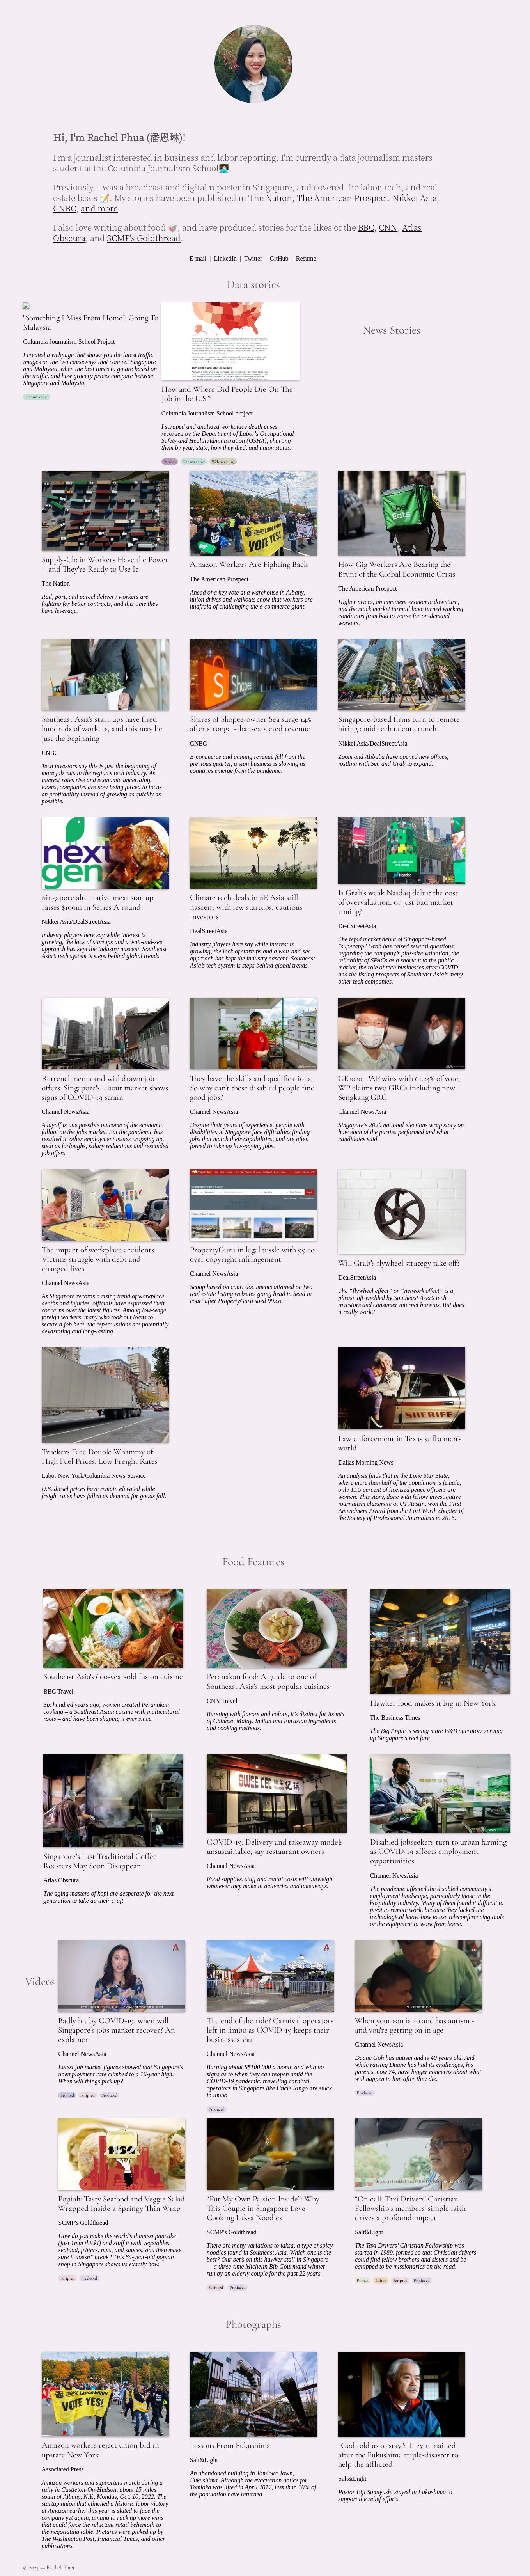 Hi, I'm Rachel Phua (潘恩琳)!
I'm a journalist interested in business and labor reporting. I'm currently a data journalism masters
student at the Columbia Journalism School👩🏻‍💻
Previously, I was a broadcast and digital reporter in Singapore, and covered the labor, tech, and real
estate beats 📝. My stories have been published in The Nation, The American Prospect, Nikkei Asia,
CNBC, and more.
I also love writing about food 🥡, and have produced stories for the likes of the BBC, CNN, Atlas
Obscura, and SCMP's Goldthread.
E-mail | LinkedIn | Twitter | GitHub | Resume
Data stories
"Something I Miss From Home": Going To
Malaysia
Columbia Journalism School Project
I created a webpage that shows you the latest traffic
images on the two causeways that connect Singapore
and Malaysia, when the best times to go are based on
the traffic, and how grocery prices compare between
Singapore and Malaysia.
Datawrapper
How and Where Did People Die On The
Job in the U.S.?
Columbia Journalism School project
I scraped and analyzed workplace death cases
recorded by the Department of Labor's Occupational
Safety and Health Administration (OSHA), charting
them by year, state, how they died, and union status.
Pandas Datawrapper Web scraping
News Stories
Supply-Chain Workers Have the Power
—and They're Ready to Use It
The Nation
Rail, port, and parcel delivery workers are
fighting for better contracts, and this time they
have leverage.
VOTE YES!
Amazon Workers Are Fighting Back
The American Prospect
Ahead of a key vote at a warehouse in Albany,
union drives and walkouts show that workers are
unafraid of challenging the e-commerce giant.
Uber
Eats
How Gig Workers Are Bearing the
Brunt of the Global Economic Crisis
The American Prospect
Higher prices, an imminent economic downturn,
and the stock market turmoil have turned working
conditions from bad to worse for on-demand
workers.
Southeast Asia's start-ups have fired
hundreds of workers, and this may be
just the beginning
CNBC
Tech investors say this is just the beginning of
more job cuts in the region's tech industry. As
interest rates rise and economic uncertainty
looms, companies are now being forced to focus
on profitability instead of growing as quickly as
possible.
Shares of Shopee-owner Sea surge 14%
after stronger-than-expected revenue
CNBC
E-commerce and gaming revenue fell from the
previous quarter, a sign business is slowing as
countries emerge from the pandemic.
Singapore-based firms turn to remote
hiring amid tech talent crunch
Nikkei Asia/DealStreetAsia
Zoom and Alibaba have opened new offices,
jostling with Sea and Grab to expand.
next
gen
Singapore alternative meat startup
raises $100m in Series A round
Nikkei Asia/DealStreetAsia
Industry players here say while interest is
growing, the lack of startups and a wait-and-see
approach has kept the industry nascent. Southeast
Asia's tech system is steps behind global trends.
Climate tech deals in SE Asia still
nascent with few startups, cautious
investors
DealStreetAsia
Industry players here say while interest is
growing, the lack of startups and a wait-and-see
approach has kept the industry nascent. Southeast
Asia's tech system is steps behind global trends.
Is Grab's weak Nasdaq debut the cost
of overvaluation, or just bad market
timing?
DealStreetAsia
The tepid market debut of Singapore-based
"superapp" Grab has raised several questions
regarding the company's plus-size valuation, the
reliability of SPACs as a shortcut to the public
market, the role of tech businesses after COVID,
and the listing prospects of Southeast Asia's many
other tech companies.
Retrenchments and withdrawn job
offers: Singapore's labour market shows
signs of COVID-19 strain
Channel NewsAsia
A layoff is one possible outcome of the economic
fallout on the jobs market. But the pandemic has
resulted in other employment issues cropping up,
such as furloughs, salary reductions and rescinded
job offers.
They have the skills and qualifications.
So why can't these disabled people find
good jobs?
Channel NewsAsia
Despite their years of experience, people with
disabilities in Singapore face difficulties finding
jobs that match their capabilities, and are often
forced to take up low-paying jobs.
GE2020: PAP wins with 61.24% of vote;
WP claims two GRCs including new
Sengkang GRC
Channel NewsAsia
Singapore's 2020 national elections wrap story on
how each of the parties performed and what
candidates said.
The impact of workplace accidents:
Victims struggle with debt and
changed lives
Channel NewsAsia
As Singapore records a rising trend of workplace
deaths and injuries, officials have expressed their
concerns over the latest figures. Among low-wage
foreign workers, many who took out loans to
secure a job here, the repercussions are potentially
devastating and long-lasting.
PropertyGuru in legal tussle with 99.co
over copyright infringement
Channel NewsAsia
Scoop based on court documents attained on two
real estate listing websites going head to head in
court after PropertyGuru sued 99.co.
Will Grab's flywheel strategy take off?
DealStreetAsia
The "flywheel effect" or "network effect" is a
phrase oft-wielded by Southeast Asia's tech
investors and consumer internet bigwigs. But does
it really work?
Truckers Face Double Whammy of
High Fuel Prices, Low Freight Rates
Labor New York/Columbia News Service
U.S. diesel prices have remain elevated while
freight rates have fallen as demand for goods fall.
SHERIFF
Law enforcement in Texas still a man's
world
Dallas Morning News
An analysis finds that in the Lone Star State,
where more than half of the population is female,
only 11.5 percent of licensed peace officers are
women. This story, done with fellow investigative
journalism classmate at UT Austin, won the First
Amendment Award from the Fort Worth chapter of
the Society of Professional Journalists in 2016.
Food Features
Southeast Asia's 600-year-old fusion cuisine
BBC Travel
Six hundred years ago, women created Peranakan
cooking – a Southeast Asian cuisine with multicultural
roots – and have been shaping it ever since.
Peranakan food: A guide to one of
Southeast Asia's most popular cuisines
CNN Travel
Bursting with flavors and colors, it's distinct for its mix
of Chinese, Malay, Indian and Eurasian ingredients
and cooking methods.
Hawker food makes it big in New York
The Business Times
The Big Apple is seeing more F&B operators serving
up Singapore street fare
Singapore's Last Traditional Coffee
Roasters May Soon Disappear
Atlas Obscura
The aging masters of kopi are desperate for the next
generation to take up their craft.
SWEE KEE
COVID-19: Delivery and takeaway models
unsustainable, say restaurant owners
Channel NewsAsia
Food supplies, staff and rental costs will outweigh
whatever they make in deliveries and takeaways.
Disabled jobseekers turn to urban farming
as COVID-19 affects employment
opportunities
Channel NewsAsia
The pandemic affected the disabled community's
employment landscape, particularly those in the
hospitality industry. Many of them found it difficult to
pivot to remote work, because they lacked the
technological know-how to use teleconferencing tools
or the equipment to work from home.
Videos
Badly hit by COVID-19, when will
Singapore's jobs market recover? An
explainer
Channel NewsAsia
Latest job market figures showed that Singapore's
unemployment rate climbed to a 16-year high.
When will things pick up?
Fronted Scripted Produced
The end of the ride? Carnival operators
left in limbo as COVID-19 keeps their
businesses shut
Channel NewsAsia
Burning about S$100,000 a month and with no
signs as to when they can reopen amid the
COVID-19 pandemic, travelling carnival
operators in Singapore like Uncle Ringo are stuck
in limbo.
Produced
When your son is 40 and has autism -
and you're getting on in age
Channel NewsAsia
Duane Goh has autism and is 40 years old. And
while raising Duane has had its challenges, his
parents, now 74, have bigger concerns about what
will happen to him after they die.
Produced
Popiah: Tasty Seafood and Veggie Salad
Wrapped Inside a Springy Thin Wrap
SCMP's Goldthread
How do you make the world's thinnest pancake
(just 1mm thick!) and stuff it with vegetables,
seafood, fritters, nuts, and sauces, and then make
sure it doesn't break? This 84-year-old popiah
shop in Singapore shows us exactly how.
Scripted Produced
"Put My Own Passion Inside": Why
This Couple in Singapore Love
Cooking Laksa Noodles
SCMP's Goldthread
There are many variations to laksa, a type of spicy
noodles found in Southeast Asia. Which one is the
best? Our bet's on this hawker stall in Singapore
— a three-time Michelin Bib Gourmand winner
run by an elderly couple for the past 22 years.
Scripted Produced
"On call: Taxi Drivers' Christian
Fellowship's members' simple faith
drives a profound impact
Salt&Light
The Taxi Drivers' Christian Fellowship was
started in 1989, formed so that Christian drivers
could find fellow brothers and sisters and be
equipped to be missionaries on the road.
Filmed Edited Scripted Produced
Photographs
VOTE YES!
Amazon workers reject union bid in
upstate New York
Associated Press
Amazon workers and supporters march during a
rally in Castleton-On-Hudson, about 15 miles
south of Albany, N.Y., Monday, Oct. 10, 2022. The
startup union that clinched a historic labor victory
at Amazon earlier this year is slated to face the
company yet again, aiming to rack up more wins
that could force the reluctant retail behemoth to
the negotiating table. Pictures were picked up by
The Washington Post, Financial Times, and other
publications.
Lessons From Fukushima
Salt&Light
An abandoned building in Tomioka Town,
Fukushima. Although the evacuation notice for
Tomioka was lifted in April 2017, less than 10% of
the population have returned.
"God told us to stay": They remained
after the Fukushima triple-disaster to
help the afflicted
Salt&Light
Pastor Eiji Sumiyoshi stayed in Fukushima to
support the relief efforts.
© 2023 — Rachel Phua